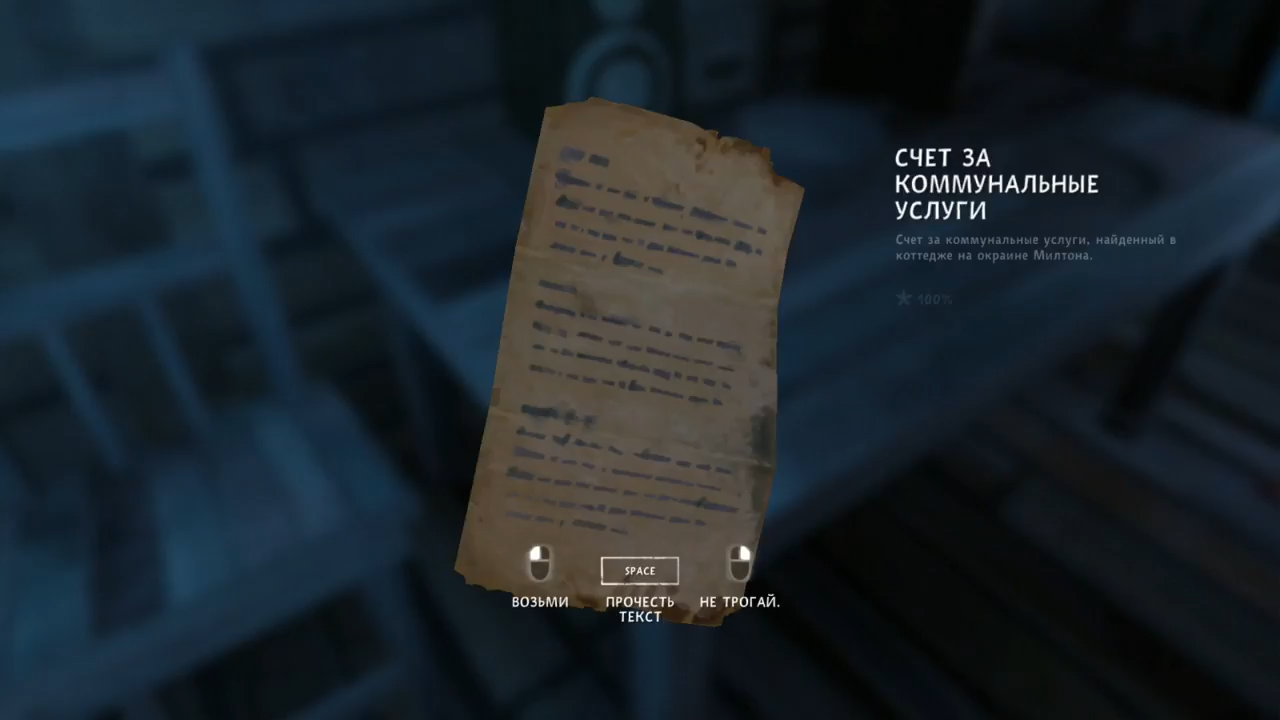 СЧЕТ ЗА
КОММУНАЛЬНЫЕ
УСЛУГИ
Счет за коммунальные услуги, найденный в
коттедже на окраине Милтона.
100%
SPACE
ВОЗЬМИ
ПРОЧЕСТЬ
ТЕКСТ
НЕ ТРОГАЙ.